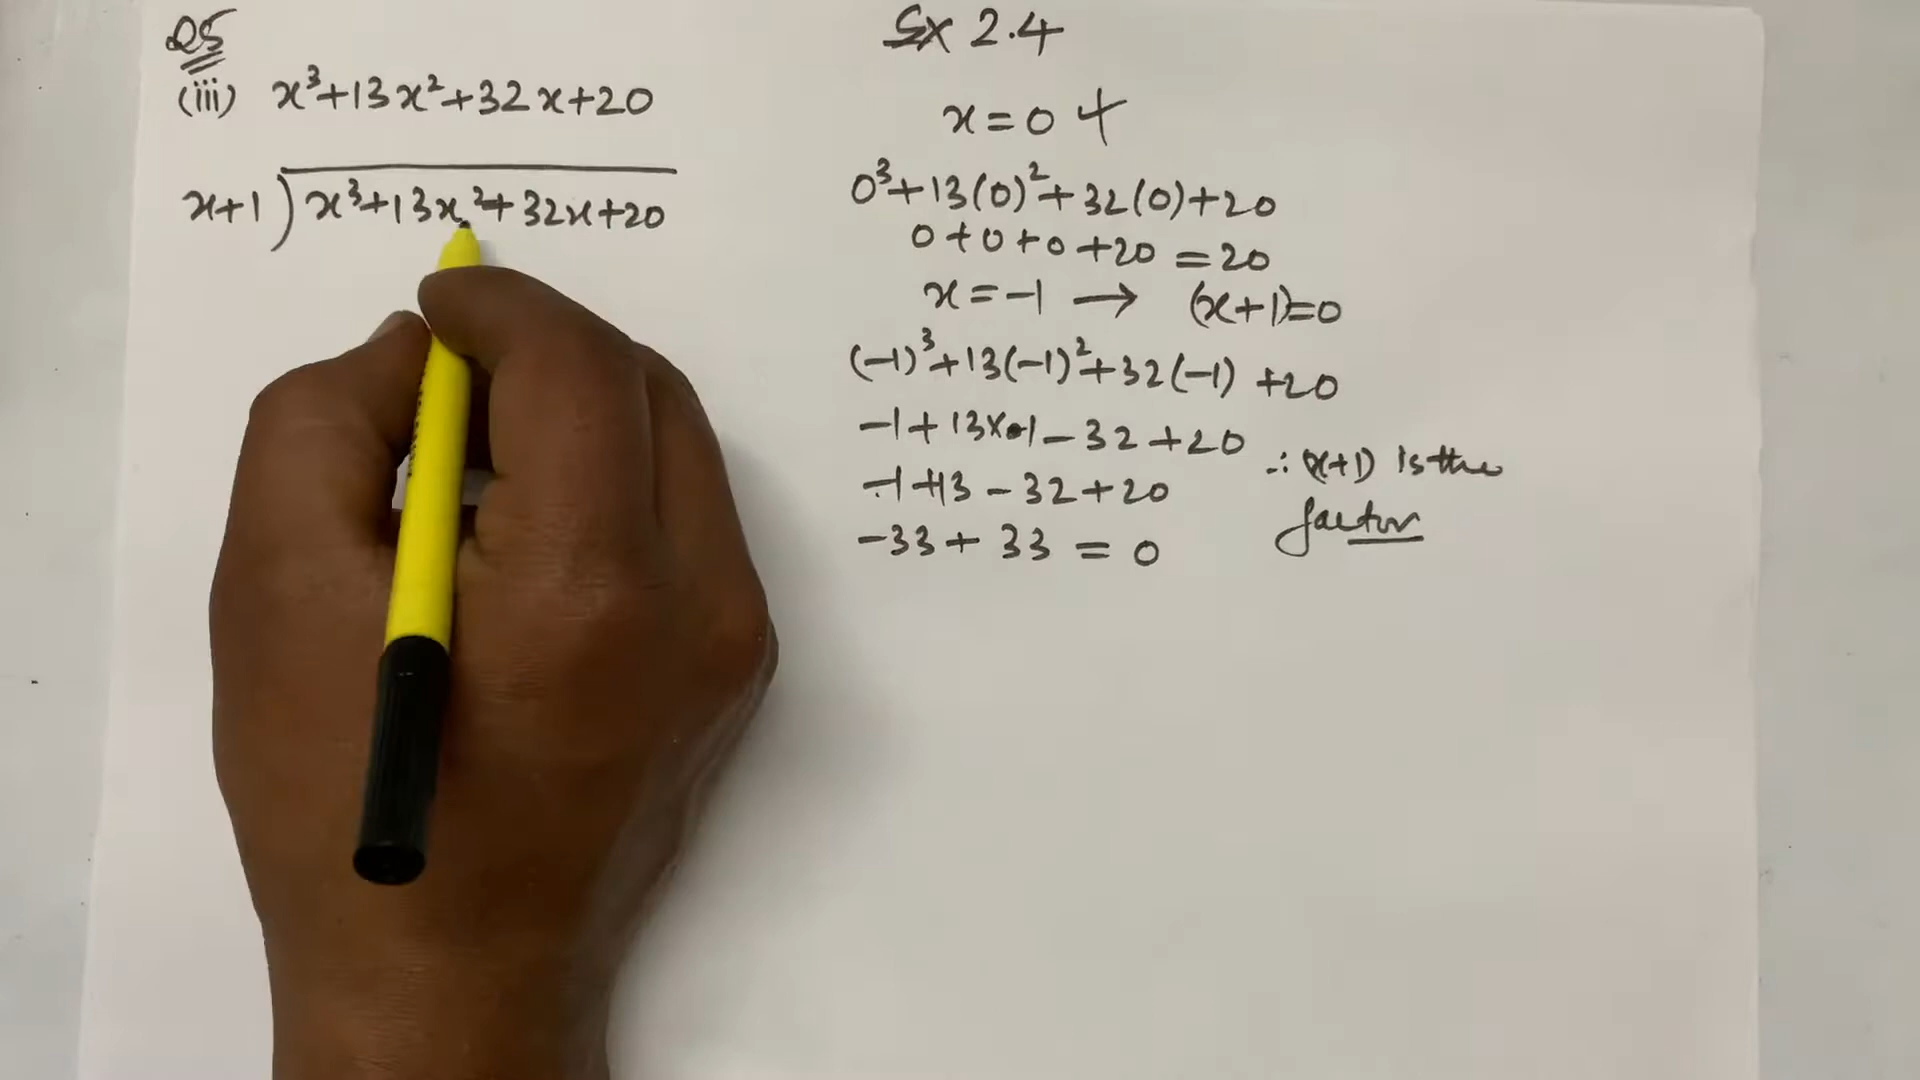 Q5
(iii) x³+13x²+32x+20
x+1 ) x³+13x²+32x+20
Ex 2.4
x=0 ✗
0³+13(0)²+32(0)+20
0+0+0+20 =20
x=-1 → (x+1)=0
(-1)³+13(-1)²+32(-1) +20
-1+13x1-32+20
-1+13-32+20
-33+33=0
∴ (x+1) is the
factor